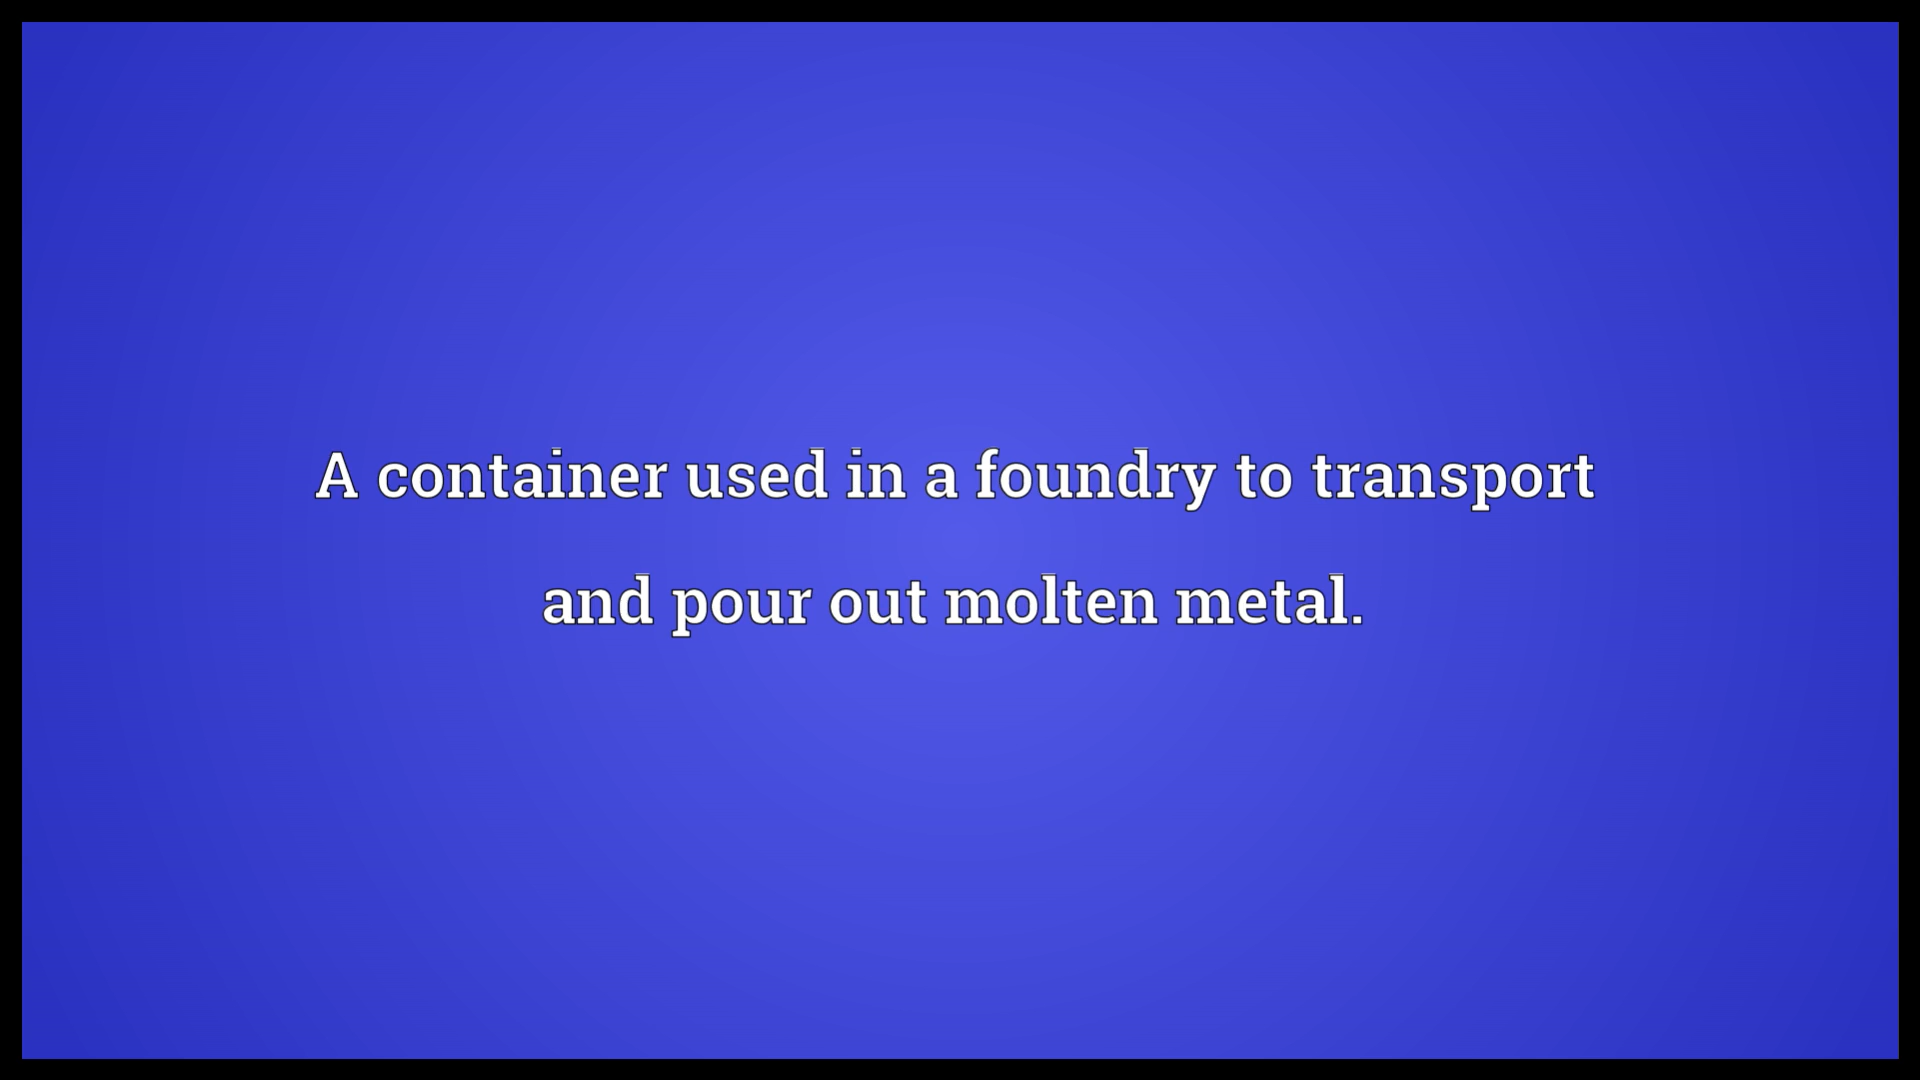 A container used in a foundry to transport
and pour out molten metal.